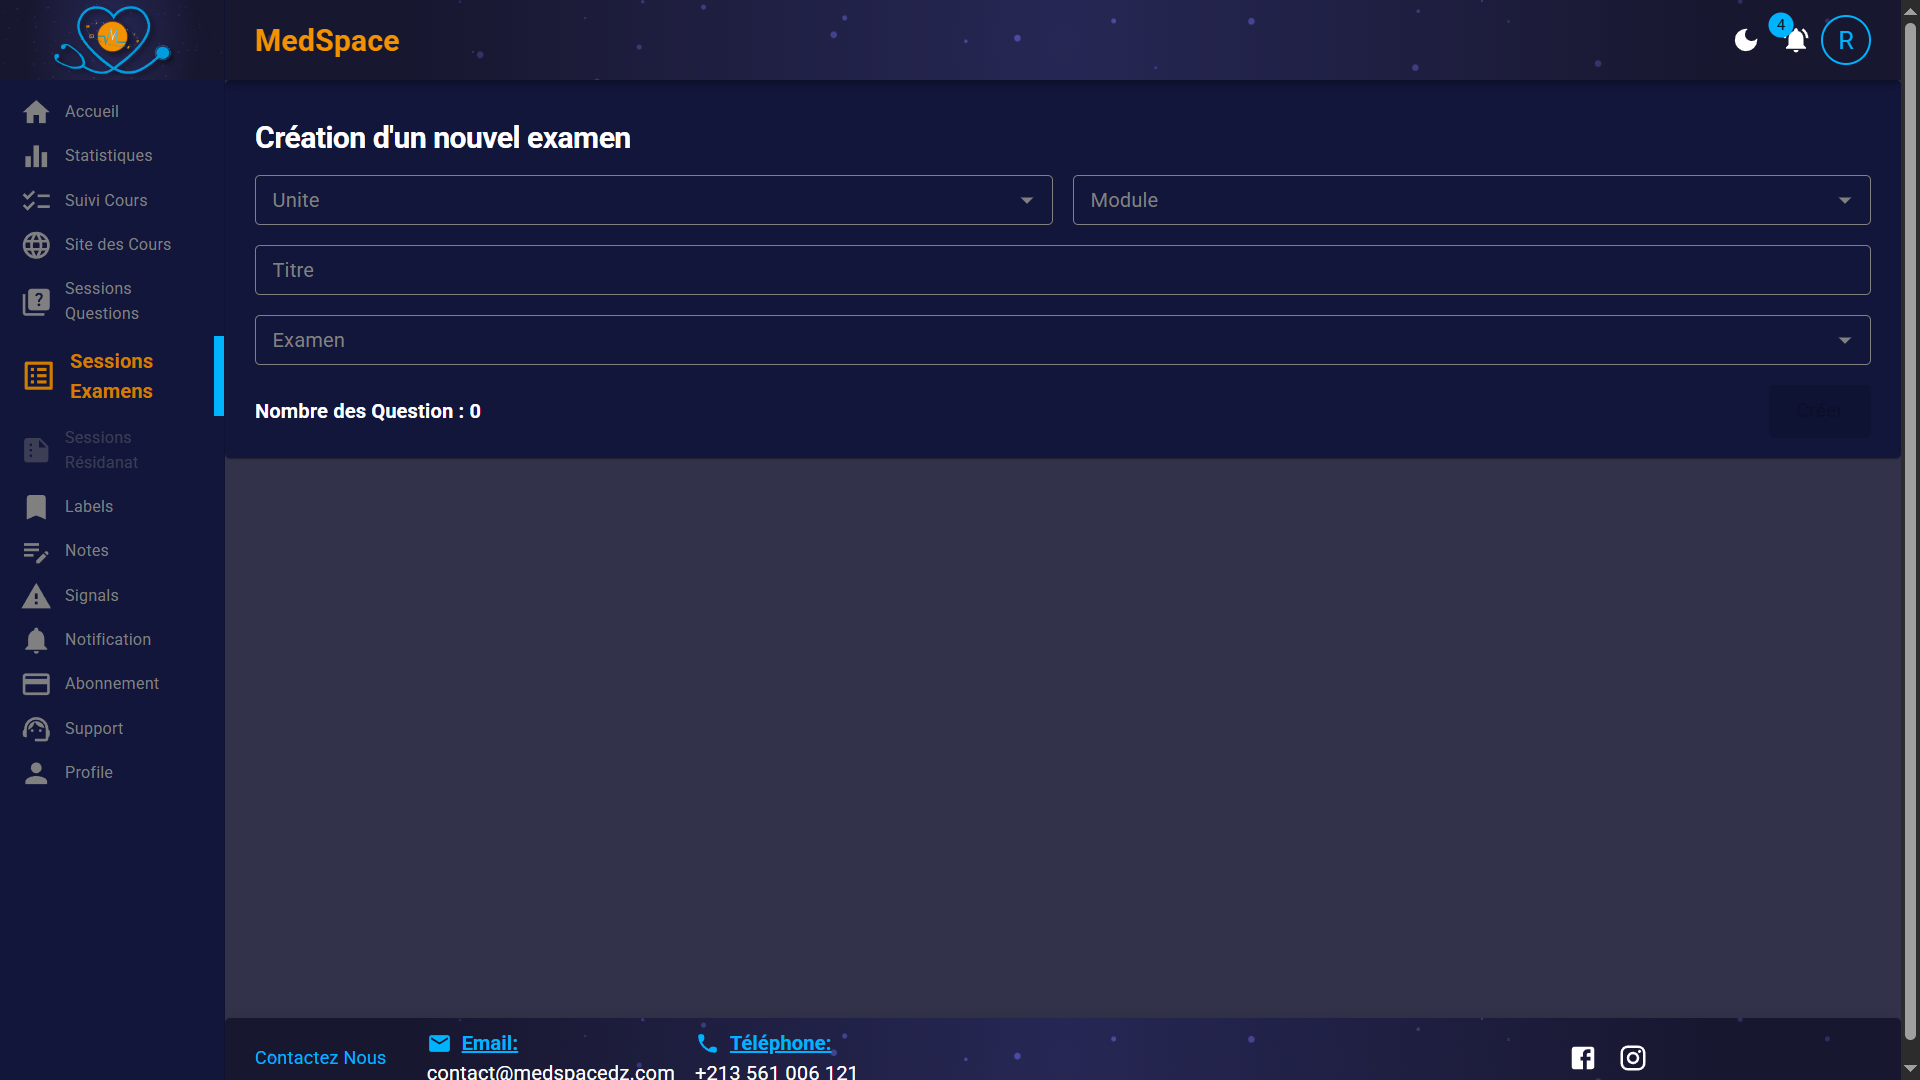 MedSpace
4
R
Accueil
Statistiques
Suivi Cours
Site des Cours
Sessions
Questions
Sessions
Examens
Sessions
Résidanat
Labels
Notes
Signals
Notification
Abonnement
Support
Profile
Création d'un nouvel examen
Unite
Module
Titre
Examen
Nombre des Question : 0
Créer
Contactez Nous
Email:
contact@medspacedz.com
Téléphone:
+213 561 006 121